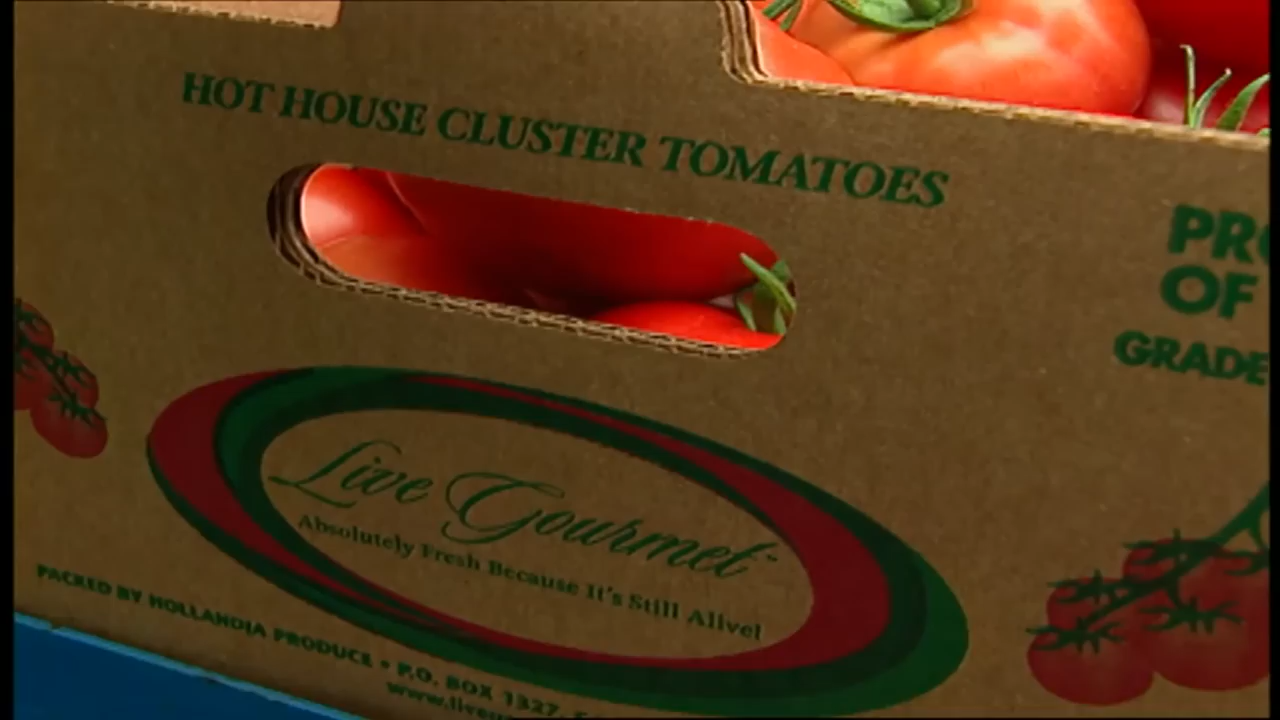 HOT HOUSE CLUSTER TOMATOES
OF
GRADE
Live Gourmet
Absolutely Fresh Because It's Still Alive!
PACKED BY HOLLANDIA PRODUCE • P.O. BOX 1327,